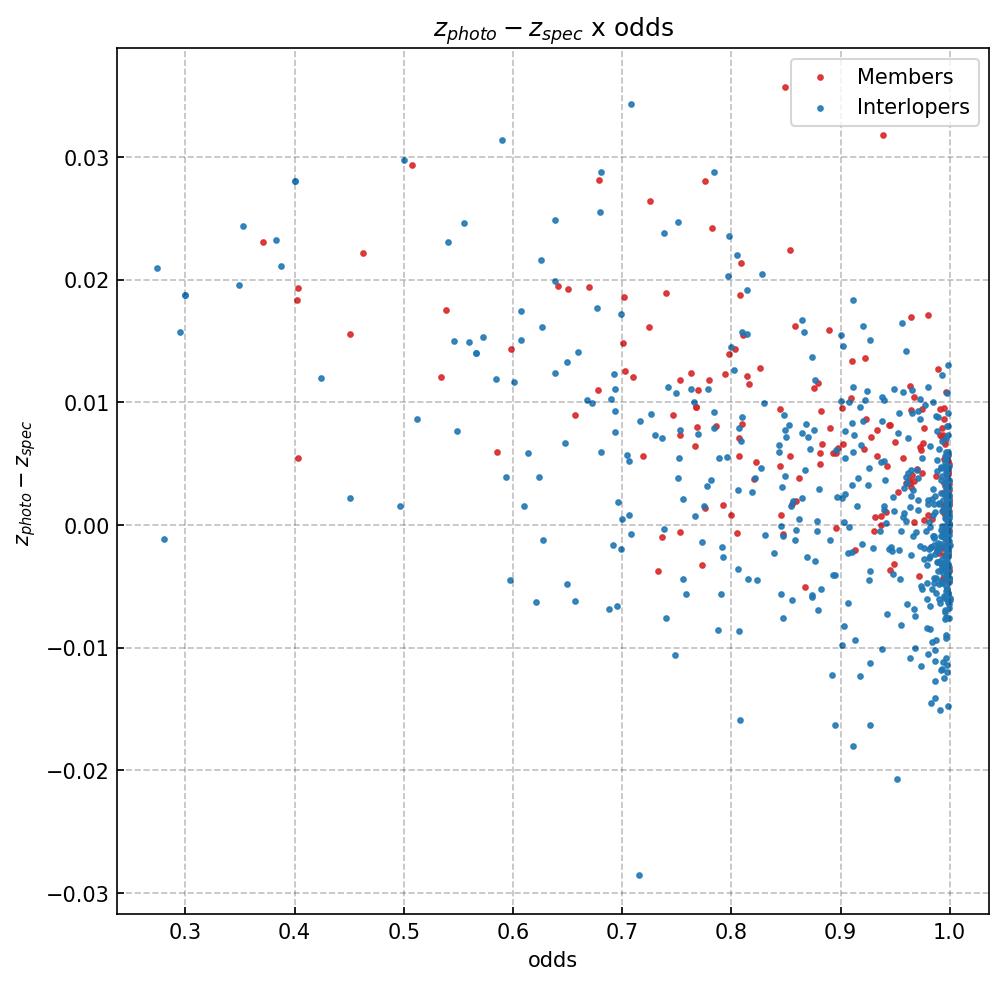 z_photo − z_spec x odds
Members
Interlopers
0.03
0.02
0.01
0.00
−0.01
−0.02
−0.03
z_photo − z_spec
0.3 0.4 0.5 0.6 0.7 0.8 0.9 1.0
odds